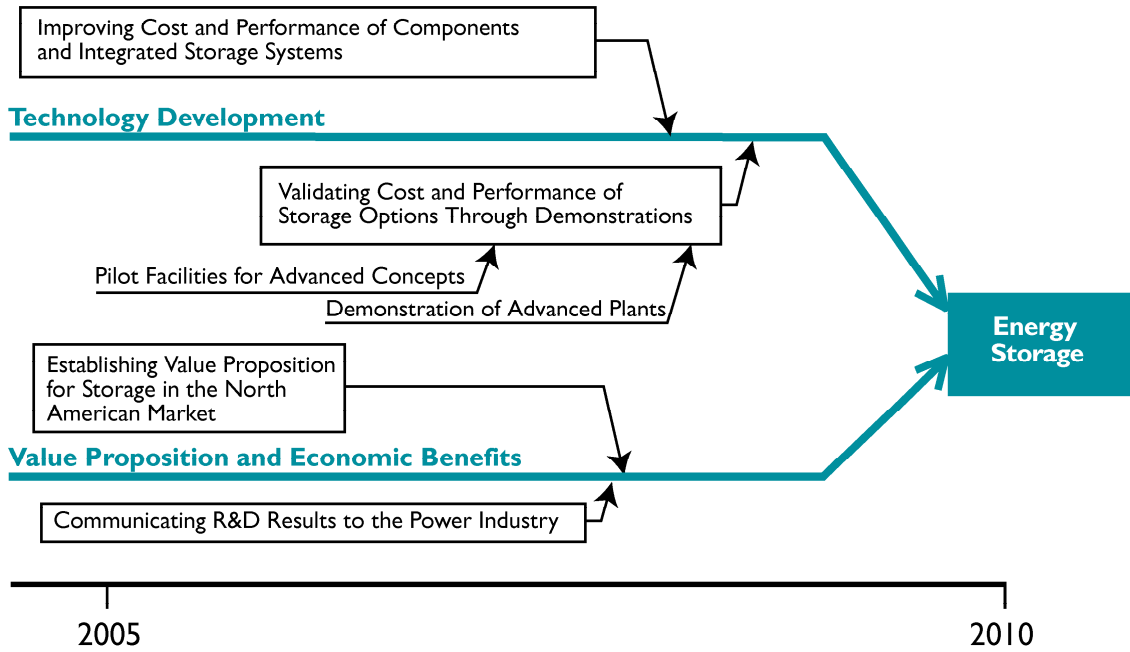 Improving Cost and Performance of Components
and Integrated Storage Systems
Technology Development
Validating Cost and Performance of
Storage Options Through Demonstrations
Pilot Facilities for Advanced Concepts
Demonstration of Advanced Plants
Energy
Storage
Establishing Value Proposition
for Storage in the North
American Market
Value Proposition and Economic Benefits
Communicating R&D Results to the Power Industry
2005
2010